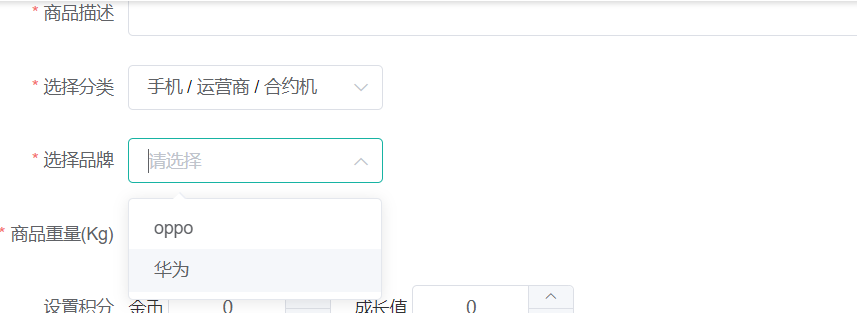 * 商品描述
* 选择分类 手机 / 运营商 / 合约机
* 选择品牌 请选择
oppo
* 商品重量(Kg)
华为
设置积分 金币 0 成长值 0